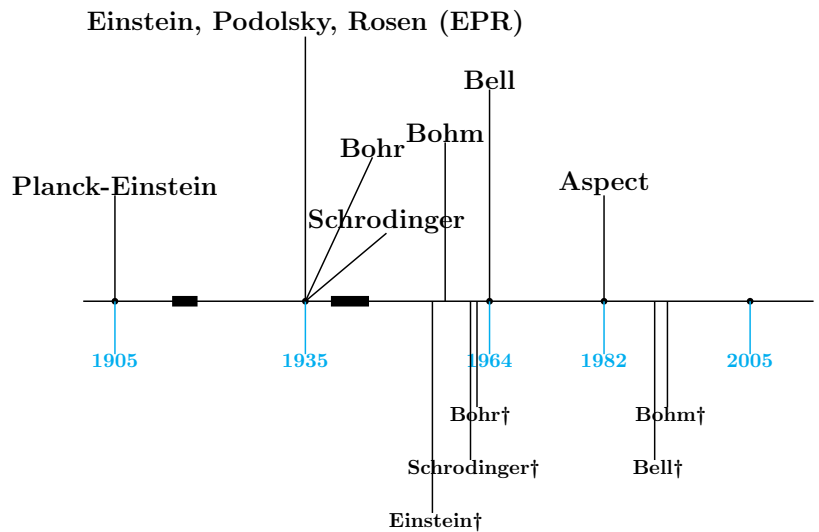 Einstein, Podolsky, Rosen (EPR)
Bell
Bohm
Bohr
Planck-Einstein
Aspect
Schrodinger
1905
1935
1964
1982
2005
Bohr†
Bohm†
Schrodinger†
Bell†
Einstein†